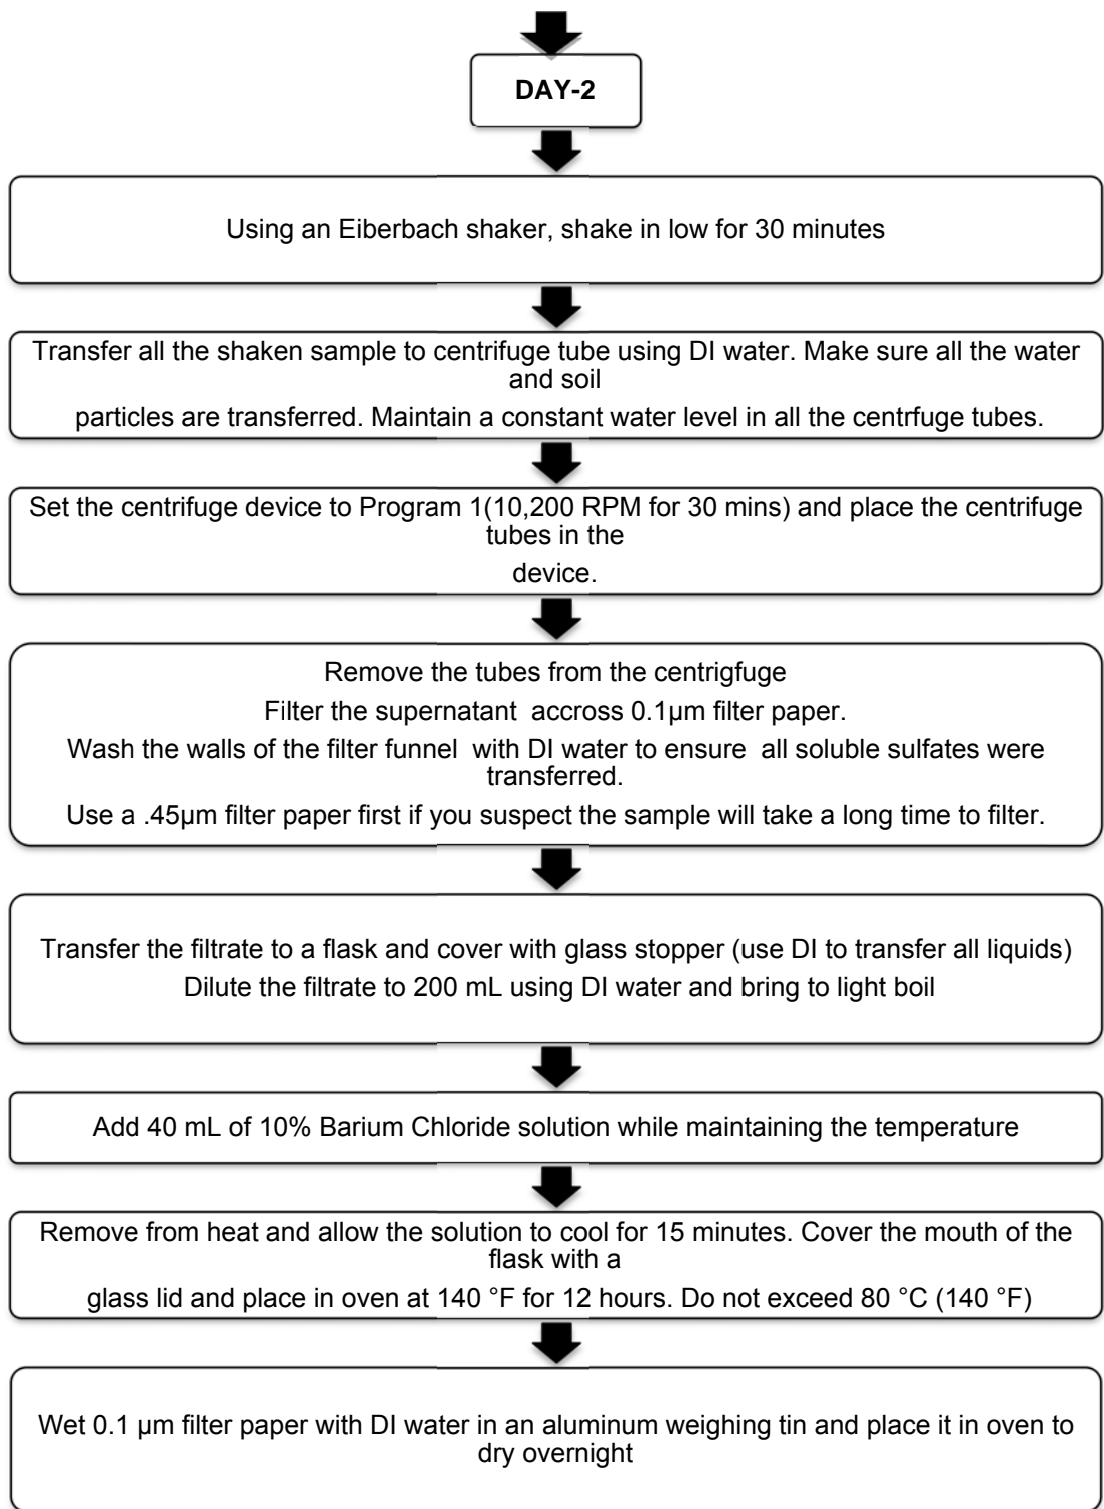 DAY-2
Using an Eiberbach shaker, shake in low for 30 minutes
Transfer all the shaken sample to centrifuge tube using DI water. Make sure all the water
and soil
particles are transferred. Maintain a constant water level in all the centrfuge tubes.
Set the centrifuge device to Program 1(10,200 RPM for 30 mins) and place the centrifuge
tubes in the
device.
Remove the tubes from the centrigfuge
Filter the supernatant accross 0.1µm filter paper.
Wash the walls of the filter funnel with DI water to ensure all soluble sulfates were
transferred.
Use a .45µm filter paper first if you suspect the sample will take a long time to filter.
Transfer the filtrate to a flask and cover with glass stopper (use DI to transfer all liquids)
Dilute the filtrate to 200 mL using DI water and bring to light boil
Add 40 mL of 10% Barium Chloride solution while maintaining the temperature
Remove from heat and allow the solution to cool for 15 minutes. Cover the mouth of the
flask with a
glass lid and place in oven at 140 °F for 12 hours. Do not exceed 80 °C (140 °F)
Wet 0.1 µm filter paper with DI water in an aluminum weighing tin and place it in oven to
dry overnight